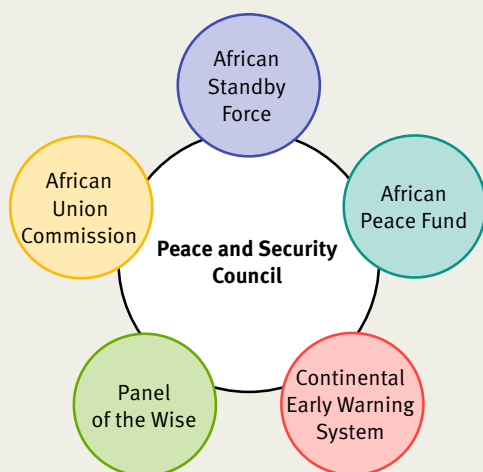 African
Standby
Force
African
Union
Commission
African
Peace Fund
Peace and Security
Council
Panel
of the Wise
Continental
Early Warning
System